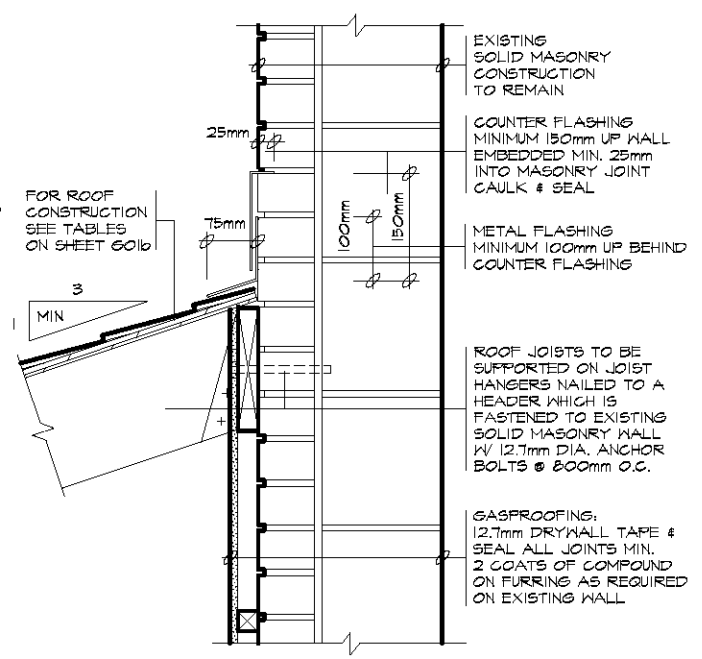 EXISTING
SOLID MASONRY
CONSTRUCTION
TO REMAIN
COUNTER FLASHING
MINIMUM 150mm UP WALL
EMBEDDED MIN. 25mm
INTO MASONRY JOINT
CAULK & SEAL
METAL FLASHING
MINIMUM 100mm UP BEHIND
COUNTER FLASHING
ROOF JOISTS TO BE
SUPPORTED ON JOIST
HANGERS NAILED TO A
HEADER WHICH IS
FASTENED TO EXISTING
SOLID MASONRY WALL
W/ 12.7mm DIA. ANCHOR
BOLTS @ 800mm O.C.
GASPROOFING:
12.7mm DRYWALL TAPE &
SEAL ALL JOINTS MIN.
2 COATS OF COMPOUND
ON FURRING AS REQUIRED
ON EXISTING WALL
25mm
FOR ROOF
CONSTRUCTION
SEE TABLES
ON SHEET G01b
75mm
100mm
150mm
3
1
MIN